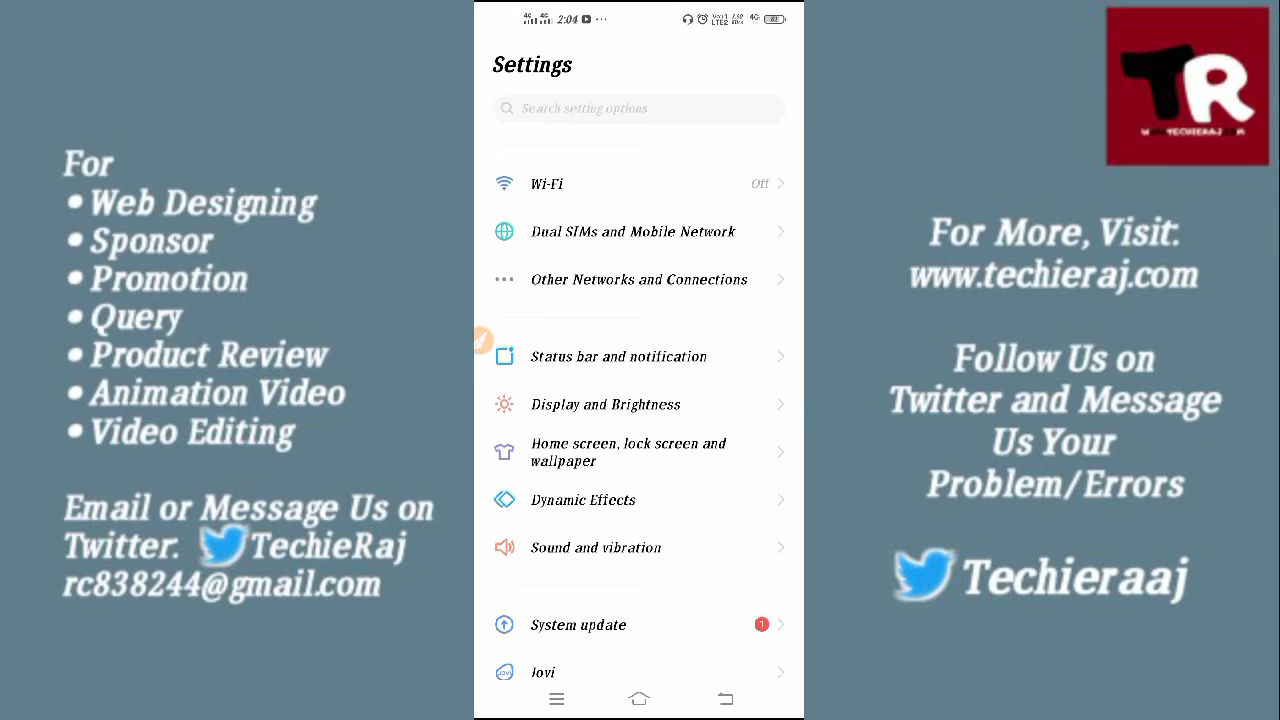 For
• Web Designing
• Sponsor
• Promotion
• Query
• Product Review
• Animation Video
• Video Editing
Email or Message Us on
Twitter. TechieRaj
rc838244@gmail.com
4G 4G 2:04 ...
4G
Settings
Search setting options
Wi-Fi Off
Dual SIMs and Mobile Network
Other Networks and Connections
Status bar and notification
Display and Brightness
Home screen, lock screen and
wallpaper
Dynamic Effects
Sound and vibration
System update 1
Jovi
TR
For More, Visit:
www.techieraj.com
Follow Us on
Twitter and Message
Us Your
Problem/Errors
Techieraaj